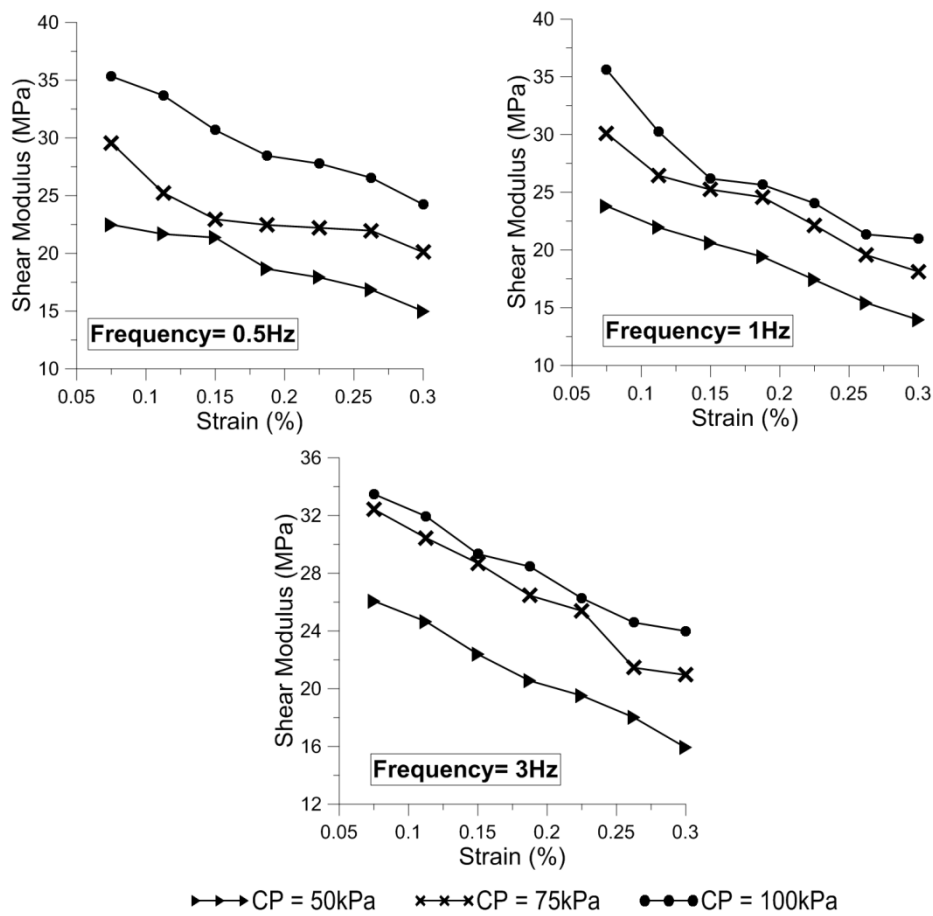 40
35
30
25
20
15
10
Shear Modulus (MPa)
Frequency= 0.5Hz
0.05 0.1 0.15 0.2 0.25 0.3
Strain (%)
40
35
30
25
20
15
10
Shear Modulus (MPa)
Frequency= 1Hz
0.05 0.1 0.15 0.2 0.25 0.3
Strain (%)
36
32
28
24
20
16
12
Shear Modulus (MPa)
Frequency= 3Hz
0.05 0.1 0.15 0.2 0.25 0.3
Strain (%)
CP = 50kPa CP = 75kPa CP = 100kPa